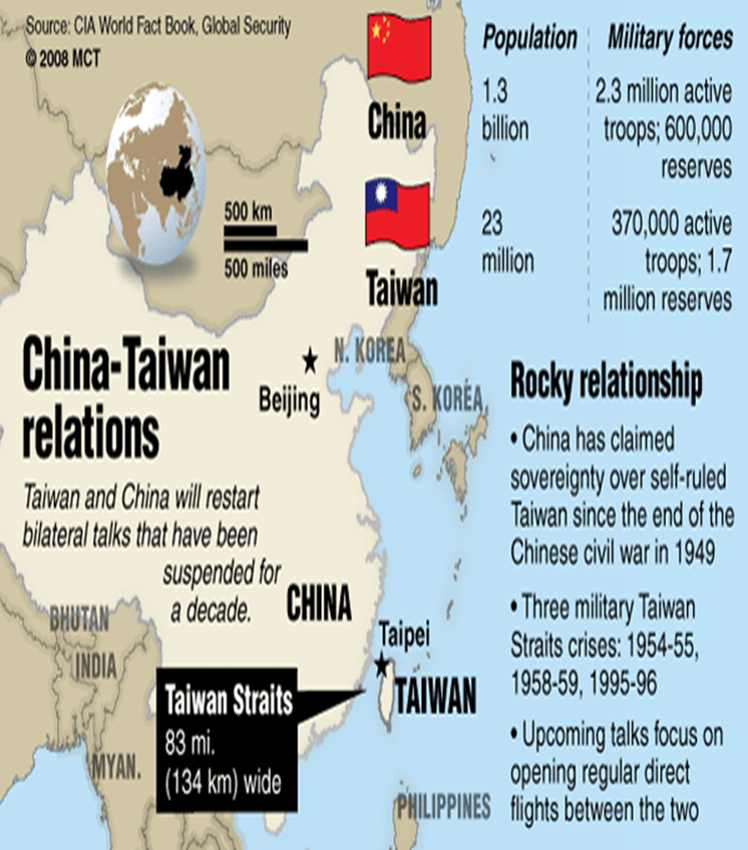 Source: CIA World Fact Book, Global Security
© 2008 MCT
Population
Military forces
China
1.3
billion
2.3 million active
troops; 600,000
reserves
Taiwan
23
million
370,000 active
troops; 1.7
million reserves
500 km
500 miles
China-Taiwan
relations
Taiwan and China will restart
bilateral talks that have been
suspended for
a decade.
N. KOREA
Beijing
S. KORÉA
CHINA
BHUTAN
INDIA
MYAN.
Taipei
TAIWAN
Taiwan Straits
83 mi.
(134 km) wide
PHILIPPINES
Rocky relationship
• China has claimed
sovereignty over self-ruled
Taiwan since the end of the
Chinese civil war in 1949
• Three military Taiwan
Straits crises: 1954-55,
1958-59, 1995-96
• Upcoming talks focus on
opening regular direct
flights between the two